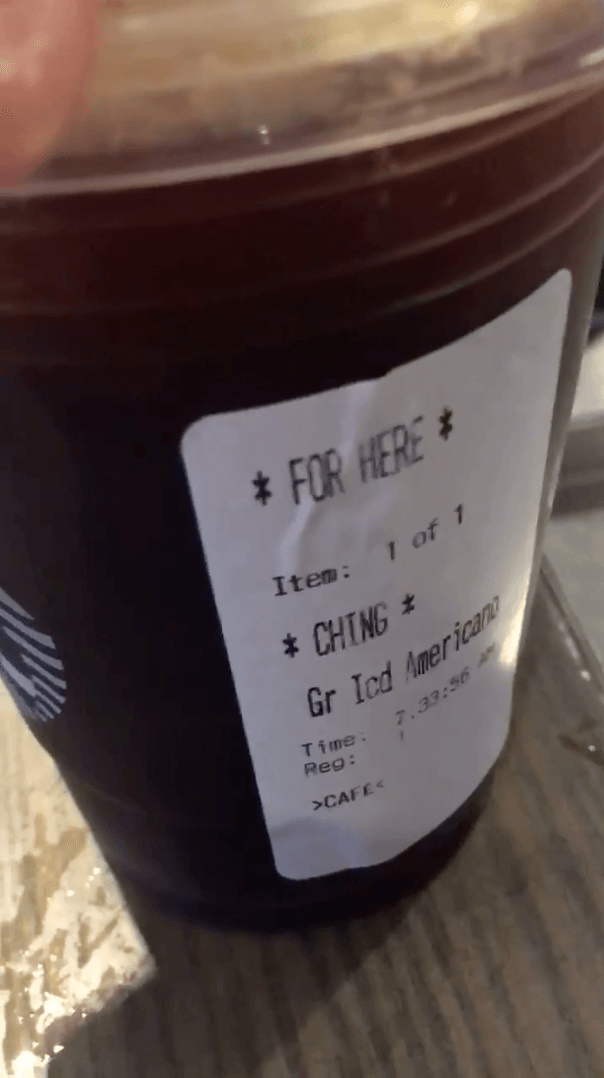 * FOR HERE *
Item: 1 of 1
* CHING *
Gr Icd Americano
Time: 7:33:56 AM
Reg: 1
>CAFE<